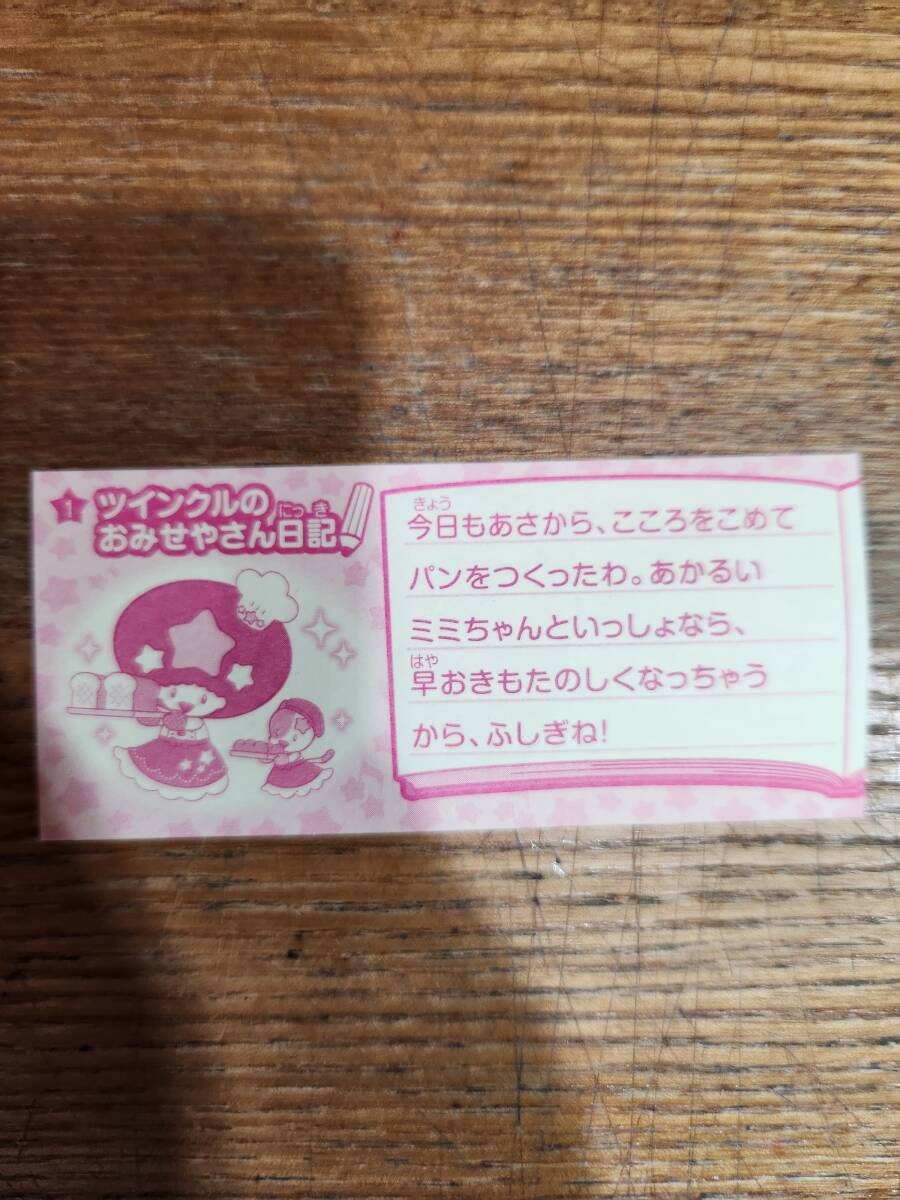 1
ツインクルの
おみせやさん日記
にっき
きょう
今日もあさから、こころをこめて
パンをつくったわ。あかるい
ミミちゃんといっしょなら、
はや
早おきもたのしくなっちゃう
から、ふしぎね!